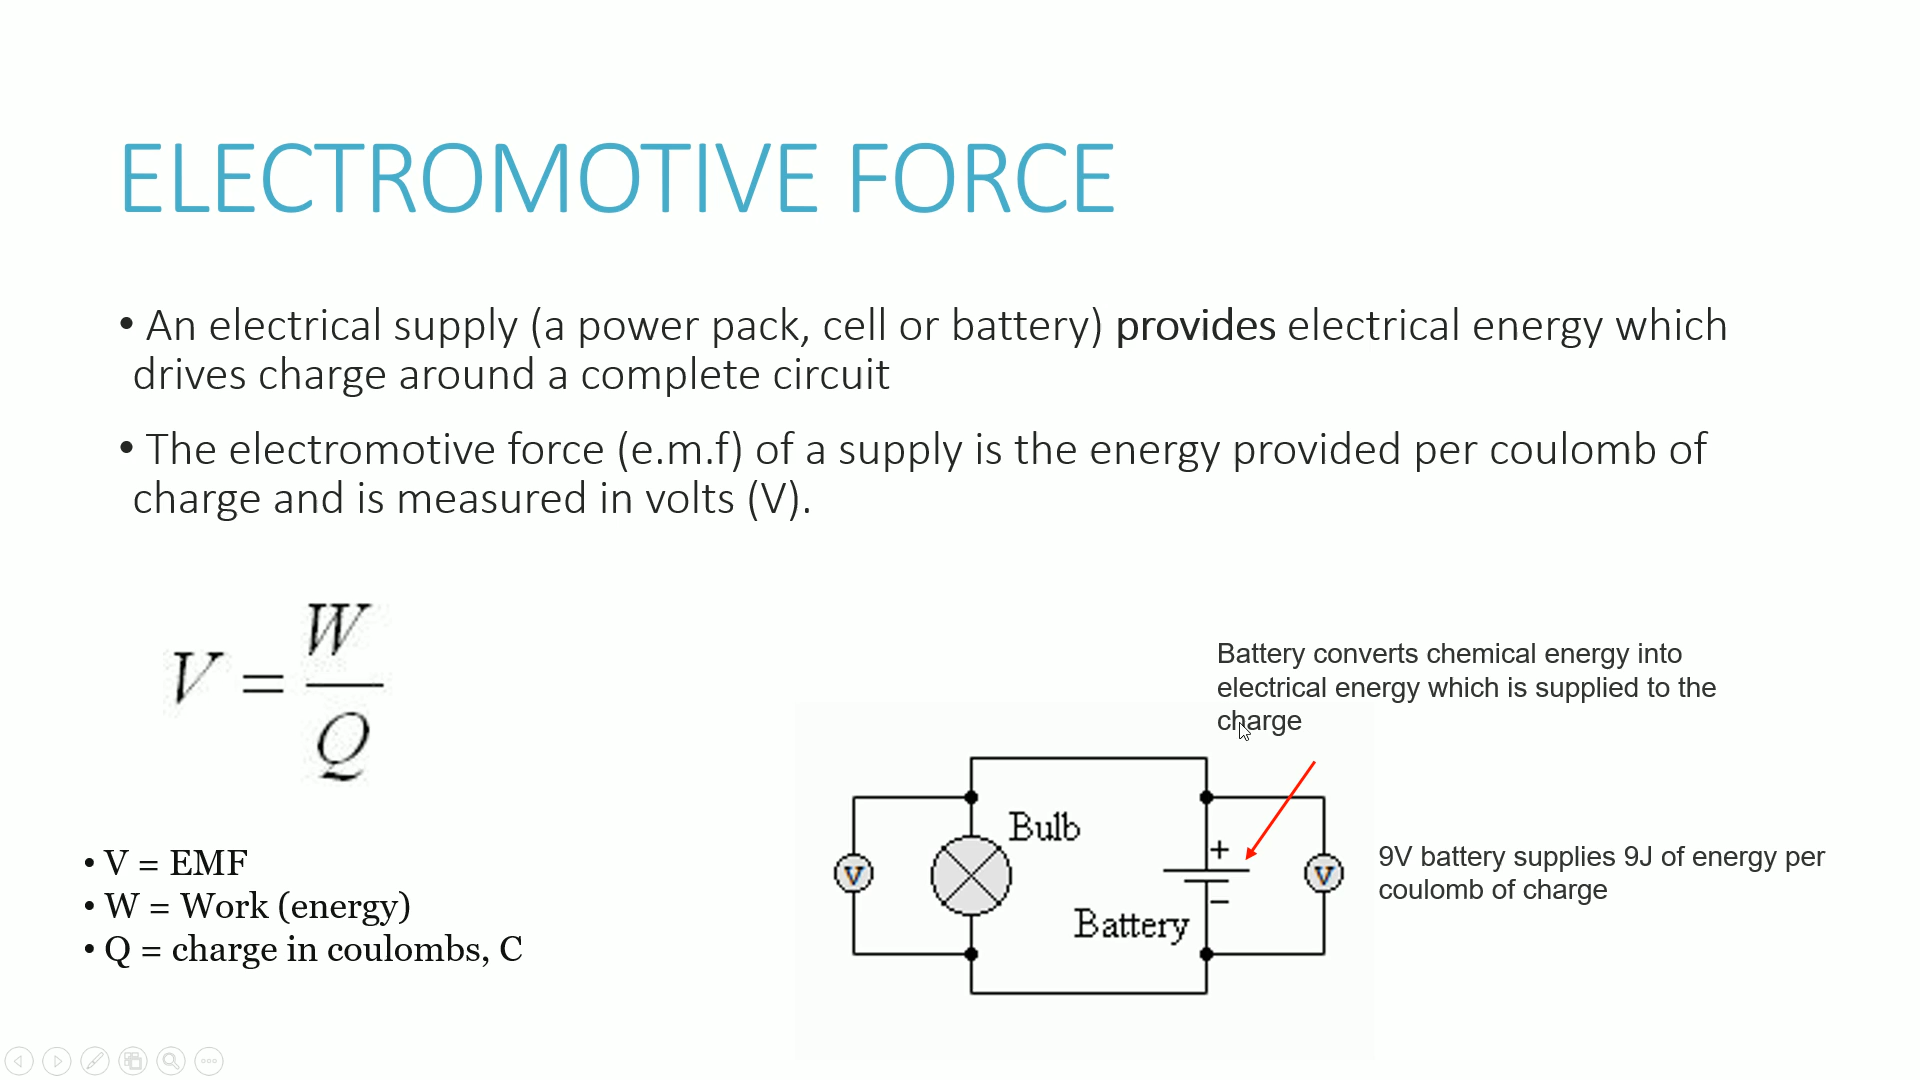 ELECTROMOTIVE FORCE
• An electrical supply (a power pack, cell or battery) provides electrical energy which
drives charge around a complete circuit
• The electromotive force (e.m.f) of a supply is the energy provided per coulomb of
charge and is measured in volts (V).
V = W
Q
Battery converts chemical energy into
electrical energy which is supplied to the
charge
Bulb
+
V
V
9V battery supplies 9J of energy per
coulomb of charge
−
Battery
• V = EMF
• W = Work (energy)
• Q = charge in coulombs, C